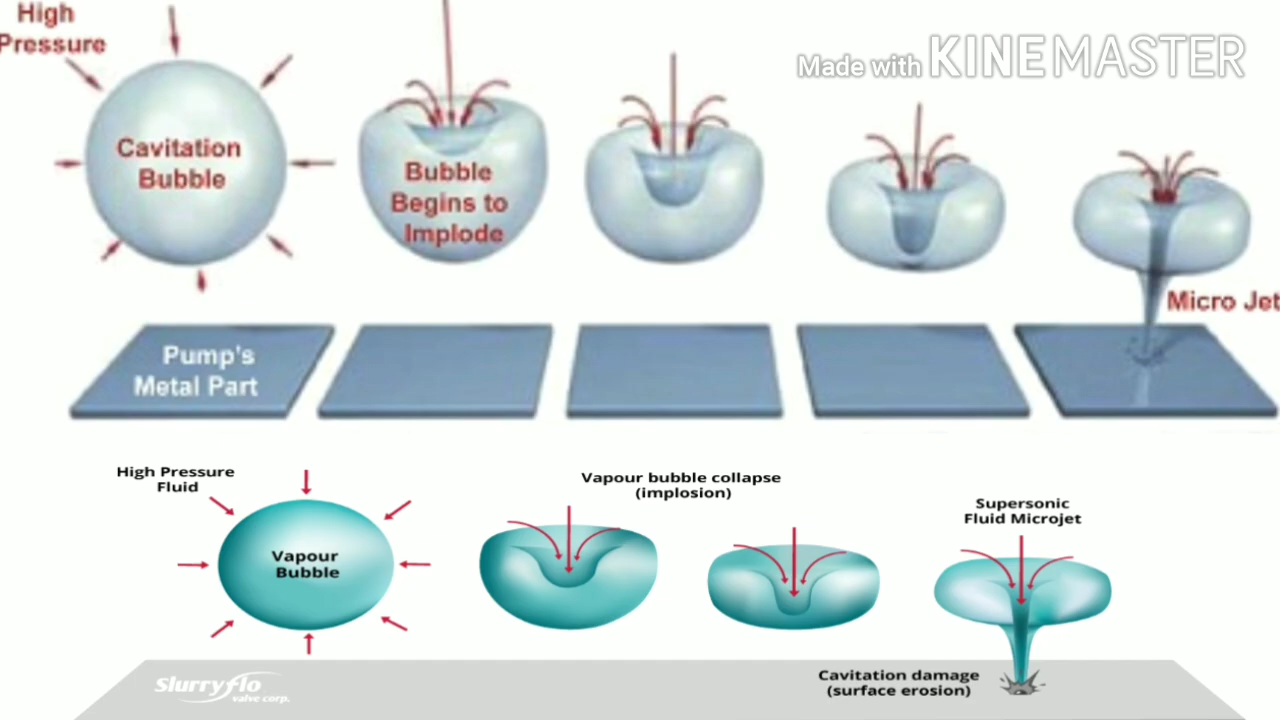 High
Pressure
Made with KINEMASTER
Cavitation
Bubble
Bubble
Begins to
Implode
Micro Jet
Pump's
Metal Part
High Pressure
Fluid
Vapour bubble collapse
(implosion)
Supersonic
Fluid Microjet
Vapour
Bubble
Cavitation damage
(surface erosion)
Slurryflo
valve corp.